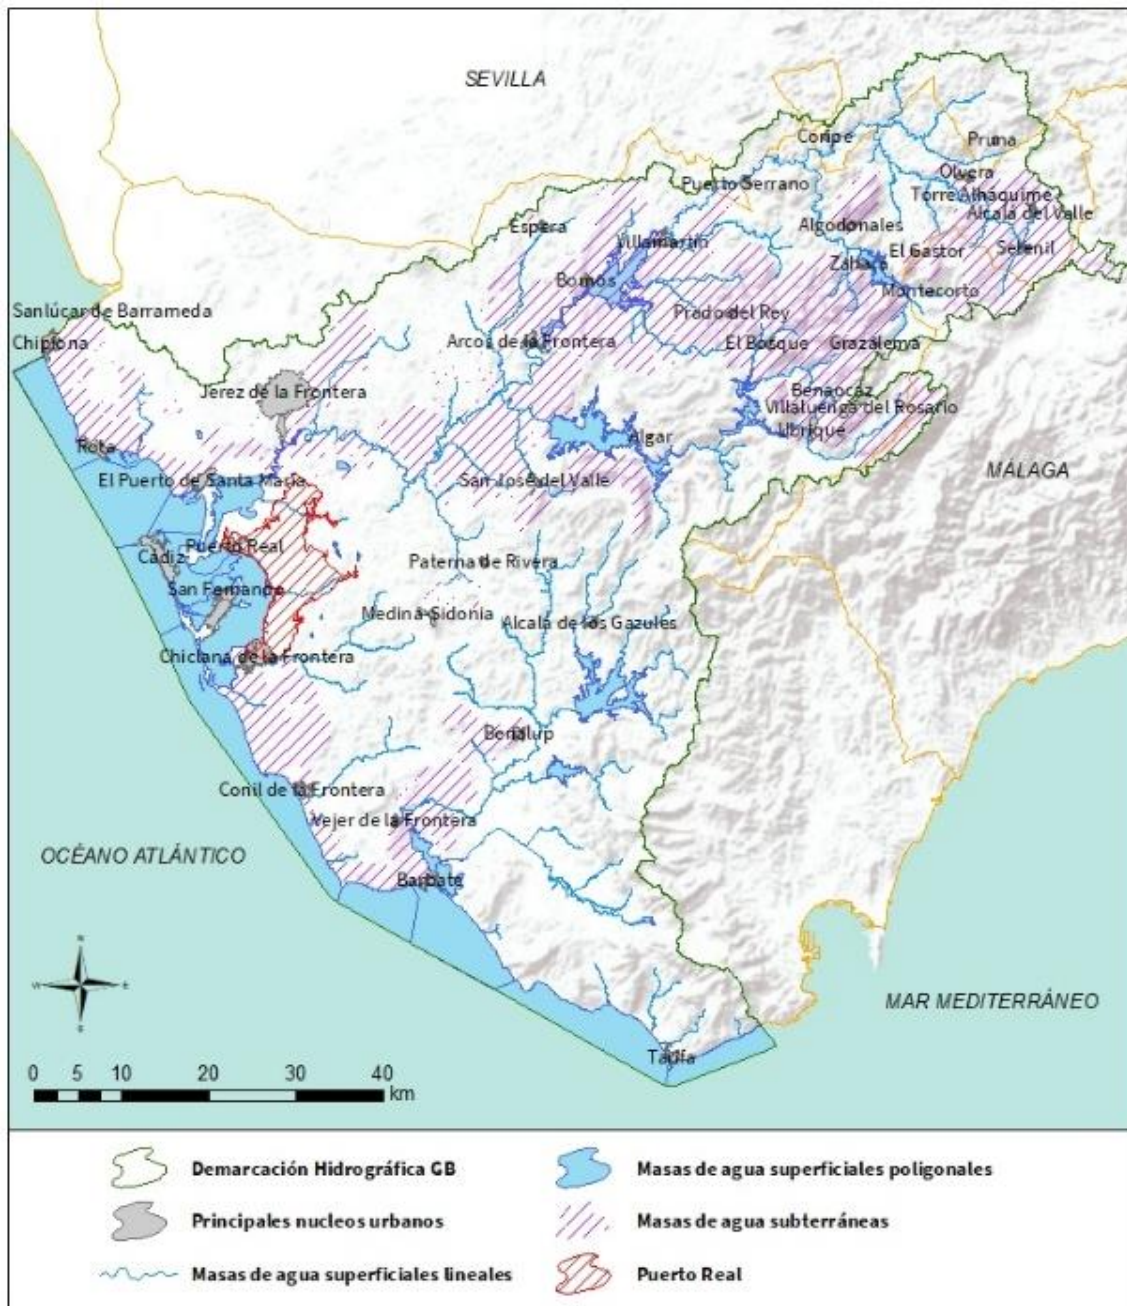 SEVILLA
Coripe
Pruna
Olvera
Puerto Serrano
Torre Alháquime
Alcalá del Valle
Espera
Villamartín
Algodonales
El Gastor
Setenil
Zahara
Bornos
Montecorto
Sanlúcar de Barrameda
Prado del Rey
Chipiona
Arcos de la Frontera
El Bosque
Grazalema
Jerez de la Frontera
Benaocaz
Villaluenga del Rosario
Ubrique
Rota
Algar
MÁLAGA
El Puerto de Santa María
San José del Valle
Puerto Real
Cádiz
Paterna de Rivera
San Fernando
Medina-Sidonia
Alcalá de los Gazules
Chiclana de la Frontera
Benalup
Conil de la Frontera
Vejer de la Frontera
OCÉANO ATLÁNTICO
Barbate
N
W
E
S
MAR MEDITERRÁNEO
Tarifa
0 5 10 20 30 40
km
Demarcación Hidrográfica GB
Masas de agua superficiales poligonales
Principales nucleos urbanos
Masas de agua subterráneas
Masas de agua superficiales lineales
Puerto Real